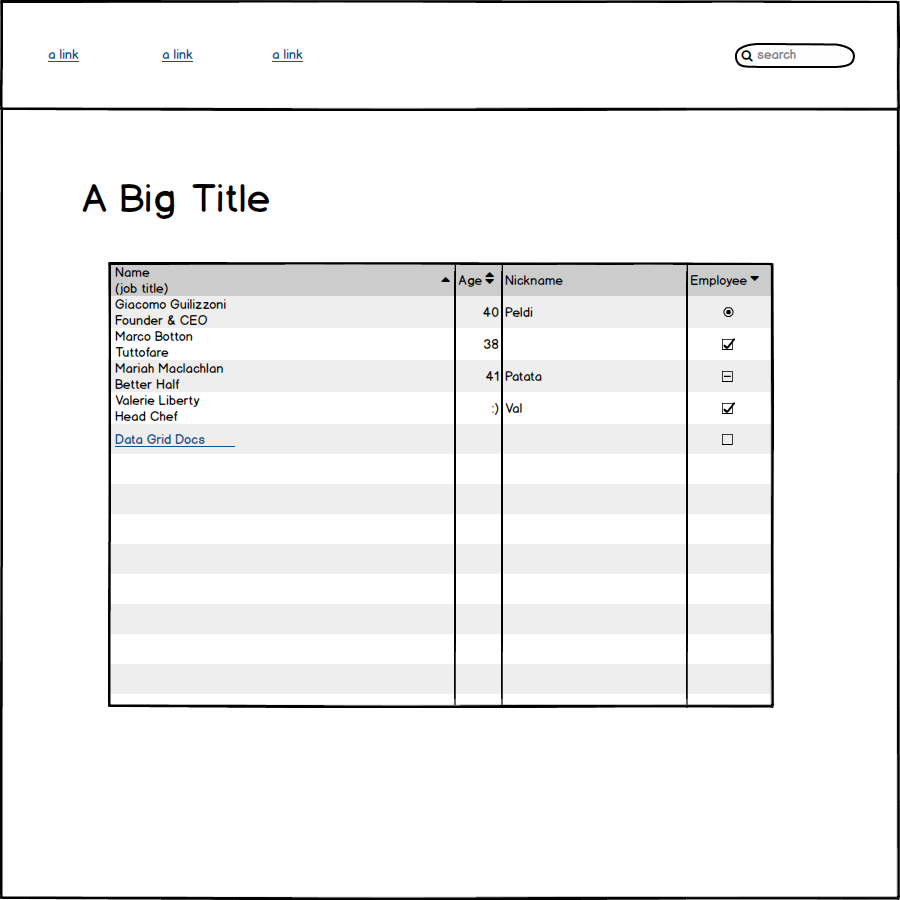 a link a link a link search
A Big Title
Name
(job title) Age Nickname Employee
Giacomo Guilizzoni
Founder & CEO 40 Peldi
Marco Botton
Tuttofare 38
Mariah Maclachlan
Better Half 41 Patata
Valerie Liberty
Head Chef :) Val
Data Grid Docs